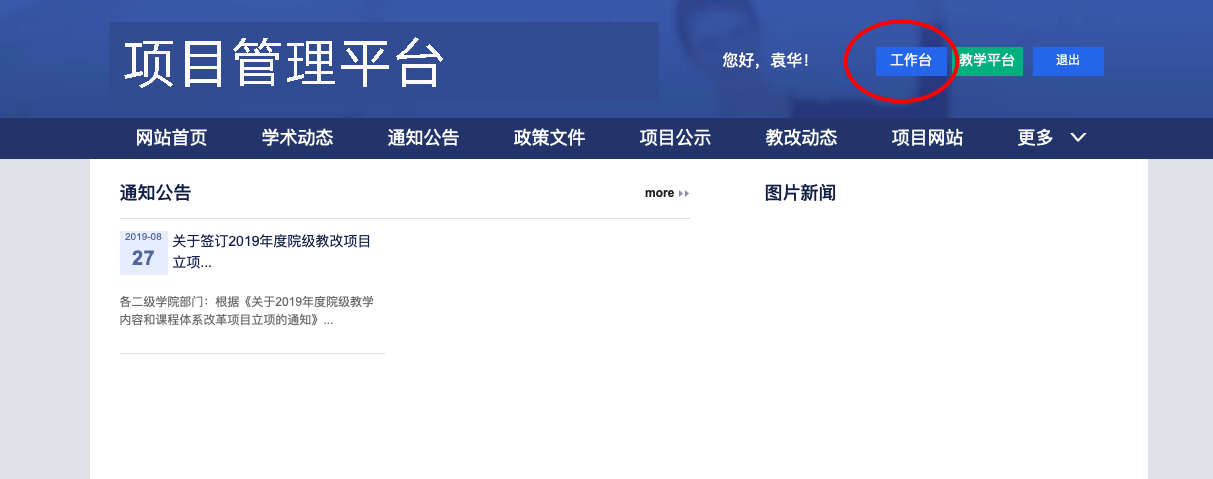 项目管理平台
您好，袁华！
工作台
教学平台
退出
网站首页 学术动态 通知公告 政策文件 项目公示 教改动态 项目网站 更多
通知公告
more
图片新闻
2019-08
27
关于签订2019年度院级教改项目
立项...
各二级学院部门：根据《关于2019年度院级教学
内容和课程体系改革项目立项的通知》...